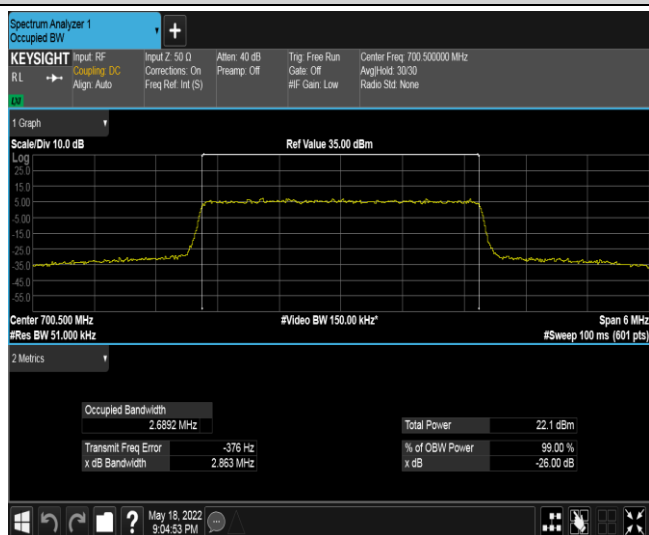 Spectrum Analyzer 1
Occupied BW
+
KEYSIGHT Input: RF Input Z: 50 Ω Atten: 40 dB Trig: Free Run Center Freq: 700.500000 MHz
RL Coupling: DC Corrections: On Preamp: Off Gate: Off Avg|Hold: 30/30
Align: Auto Freq Ref: Int (S) #IF Gain: Low Radio Std: None
1 Graph
Scale/Div 10.0 dB Ref Value 35.00 dBm
Log
25.0
15.0
5.00
-5.00
-15.0
-25.0
-35.0
-45.0
-55.0
Center 700.500 MHz #Video BW 150.00 kHz* Span 6 MHz
#Res BW 51.000 kHz #Sweep 100 ms (601 pts)
2 Metrics
Occupied Bandwidth
2.6892 MHz Total Power 22.1 dBm
Transmit Freq Error -376 Hz % of OBW Power 99.00 %
x dB Bandwidth 2.863 MHz x dB -26.00 dB
? May 18, 2022
9:04:53 PM